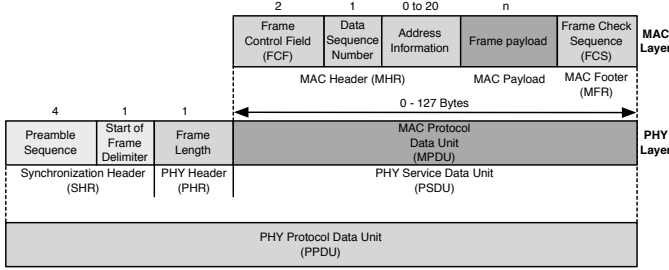 2 1 0 to 20 n
Frame Control Field (FCF)
Data Sequence Number
Address Information
Frame payload
Frame Check Sequence (FCS)
MAC Layer
MAC Header (MHR)
MAC Payload
MAC Footer (MFR)
0 - 127 Bytes
4 1 1
Preamble Sequence
Start of Frame Delimiter
Frame Length
MAC Protocol Data Unit (MPDU)
PHY Layer
Synchronization Header (SHR)
PHY Header (PHR)
PHY Service Data Unit (PSDU)
PHY Protocol Data Unit (PPDU)